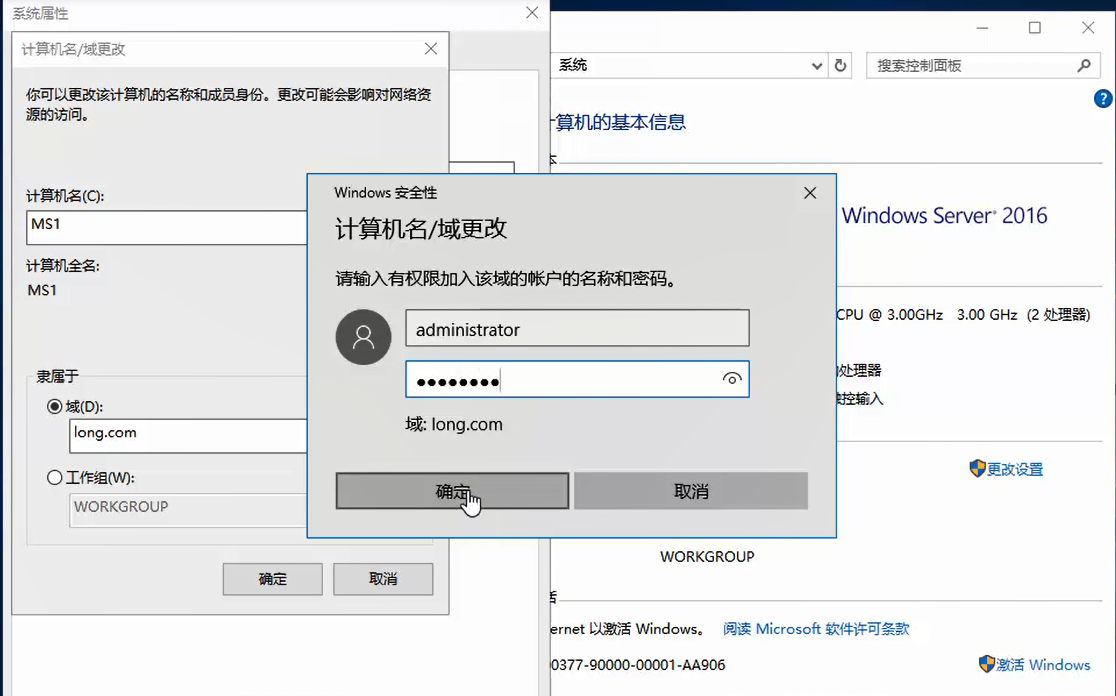 系统属性
计算机名/域更改
你可以更改该计算机的名称和成员身份。更改可能会影响对网络资
源的访问。
计算机名(C):
MS1
计算机全名:
MS1
隶属于
域(D):
long.com
工作组(W):
WORKGROUP
确定
取消
Windows 安全性
计算机名/域更改
请输入有权限加入该域的帐户的名称和密码。
administrator
●●●●●●●●
域: long.com
确定
取消
系统
搜索控制面板
?
算机的基本信息
Windows Server® 2016
CPU @ 3.00GHz 3.00 GHz (2 处理器)
处理器
控输入
更改设置
WORKGROUP
ernet 以激活 Windows。 阅读 Microsoft 软件许可条款
0377-90000-00001-AA906
激活 Windows